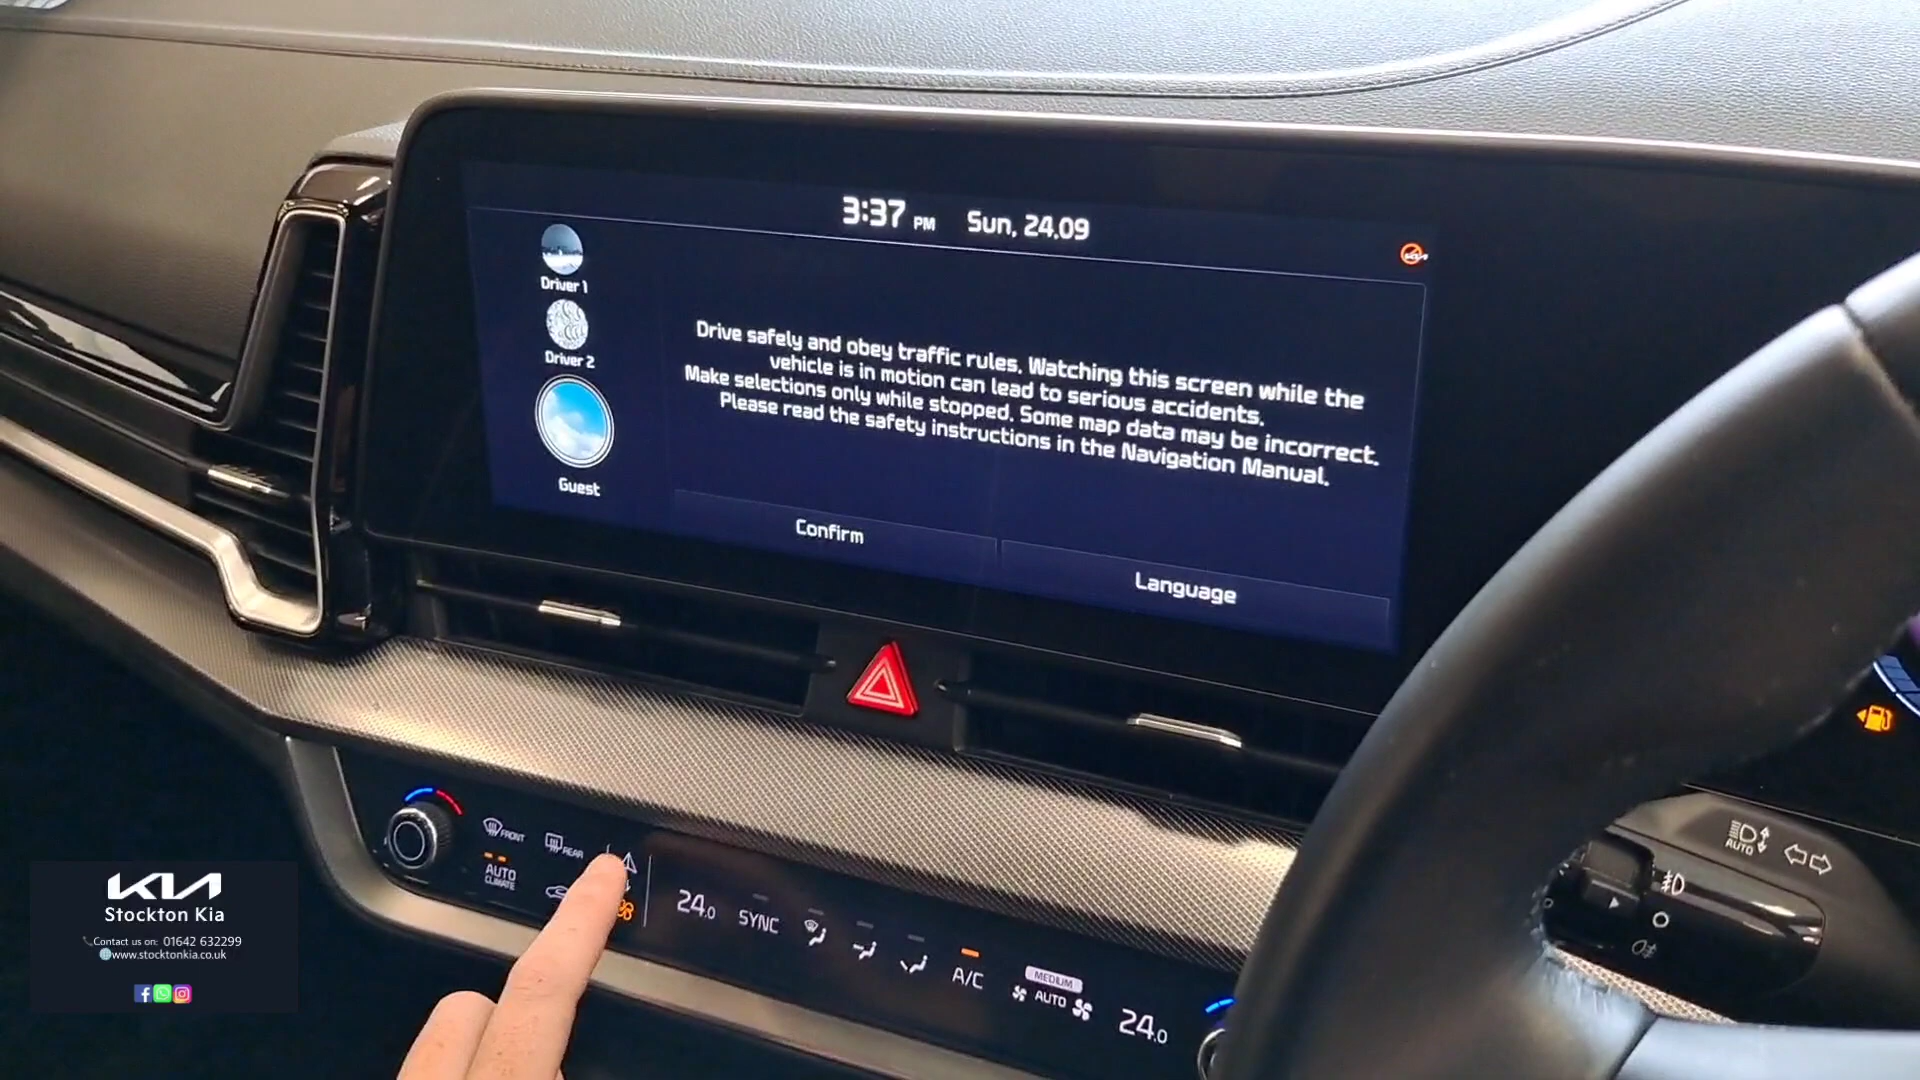 3:37 PM Sun, 24.09
Driver 1
Driver 2
Guest
Drive safely and obey traffic rules. Watching this screen while the
vehicle is in motion can lead to serious accidents.
Make selections only while stopped. Some map data may be incorrect.
Please read the safety instructions in the Navigation Manual.
Confirm
Language
FRONT
REAR
AUTO
CLIMATE
24.0
SYNC
A/C
MEDIUM
AUTO
24.0
AUTO
KIA
Stockton Kia
Contact us on: 01642 632299
www.stocktonkia.co.uk